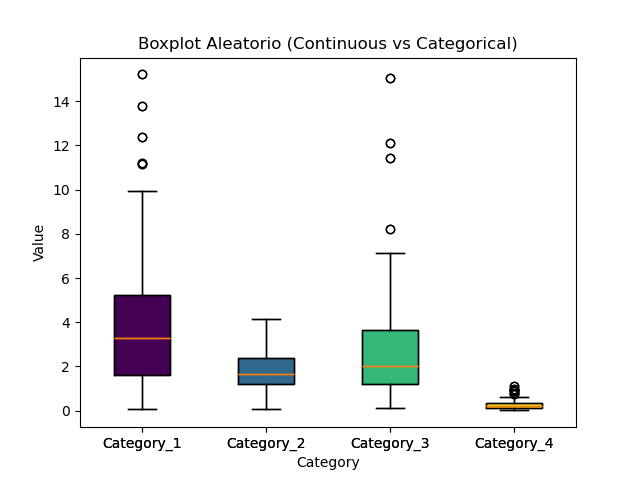 Boxplot Aleatorio (Continuous vs Categorical)
14
12
10
8
6
4
2
0
Value
Category_1 Category_2 Category_3 Category_4
Category